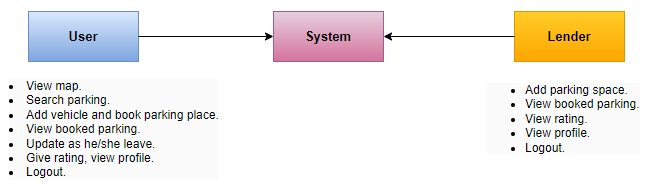 User
System
Lender
View map.
Search parking.
Add vehicle and book parking place.
View booked parking.
Update as he/she leave.
Give rating, view profile.
Logout.
Add parking space.
View booked parking.
View rating.
View profile.
Logout.